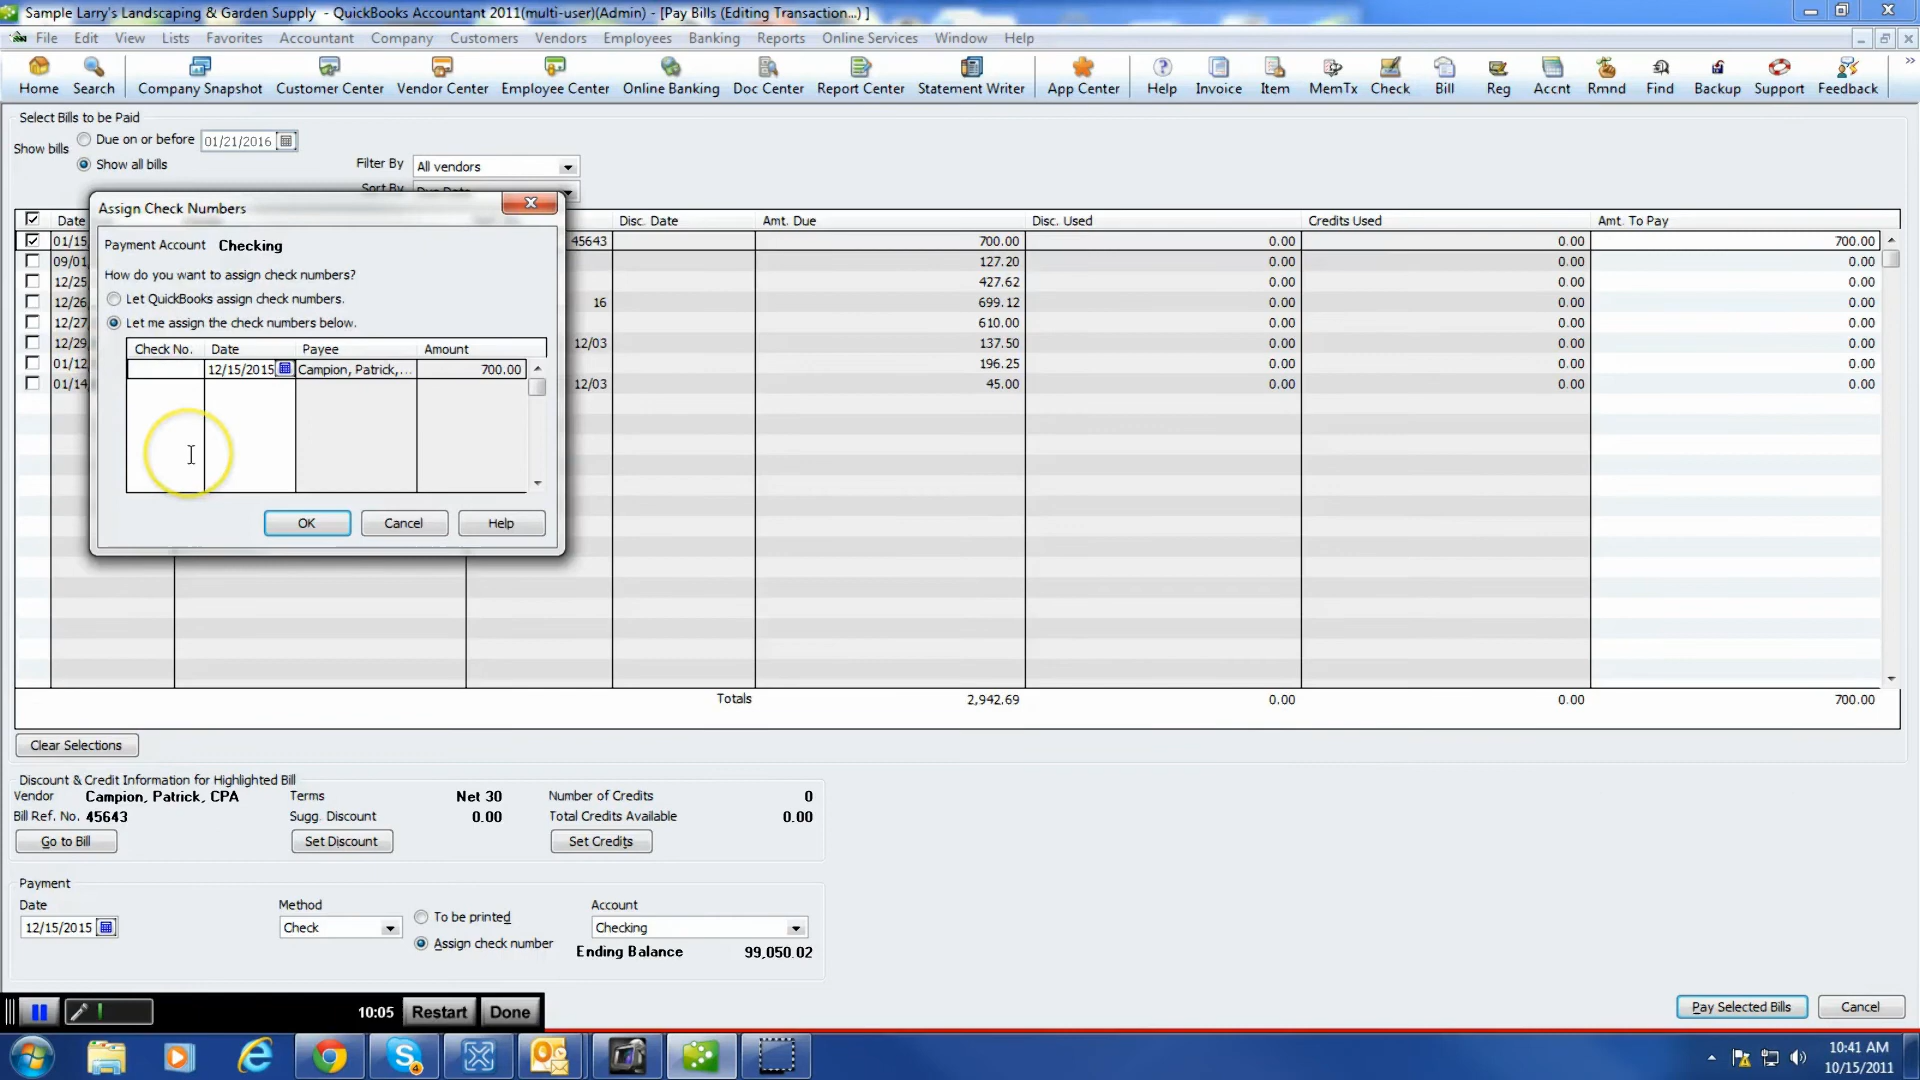 Sample Larry's Landscaping & Garden Supply - QuickBooks Accountant 2011(multi-user)(Admin) - [Pay Bills (Editing Transaction...) ]
File Edit View Lists Favorites Accountant Company Customers Vendors Employees Banking Reports Online Services Window Help
Home Search Company Snapshot Customer Center Vendor Center Employee Center Online Banking Doc Center Report Center Statement Writer App Center Help Invoice Item MemTx Check Bill Reg Accnt Rmnd Find Backup Support Feedback
Select Bills to be Paid
Show bills Due on or before 01/21/2016
Show all bills Filter By All vendors
Sort By Due Date
Date Disc. Date Amt. Due Disc. Used Credits Used Amt. To Pay
01/15 45643 700.00 0.00 0.00 700.00
09/01 127.20 0.00 0.00 0.00
12/25 427.62 0.00 0.00 0.00
12/26 16 699.12 0.00 0.00 0.00
12/27 610.00 0.00 0.00 0.00
12/29 12/03 137.50 0.00 0.00 0.00
01/12 196.25 0.00 0.00 0.00
01/14 12/03 45.00 0.00 0.00 0.00
Totals 2,942.69 0.00 0.00 700.00
Assign Check Numbers
Payment Account Checking
How do you want to assign check numbers?
Let QuickBooks assign check numbers.
Let me assign the check numbers below.
Check No. Date Payee Amount
12/15/2015 Campion, Patrick,... 700.00
OK Cancel Help
Clear Selections
Discount & Credit Information for Highlighted Bill
Vendor Campion, Patrick, CPA Terms Net 30 Number of Credits 0
Bill Ref. No. 45643 Sugg. Discount 0.00 Total Credits Available 0.00
Go to Bill Set Discount Set Credits
Payment
Date Method Account
12/15/2015 Check To be printed Checking
Assign check number Ending Balance 99,050.02
Pay Selected Bills Cancel
10:05 Restart Done
4
10:41 AM
10/15/2011